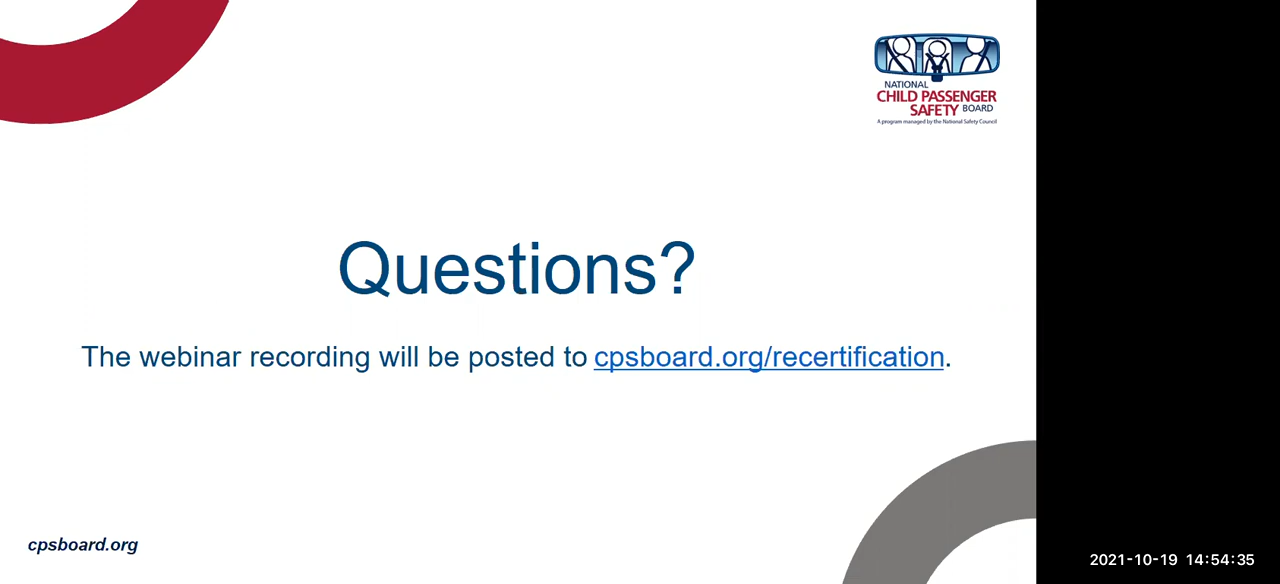 NATIONAL
CHILD PASSENGER
SAFETY BOARD
A program managed by the National Safety Council
Questions?
The webinar recording will be posted to cpsboard.org/recertification.
cpsboard.org
2021-10-19 14:54:35